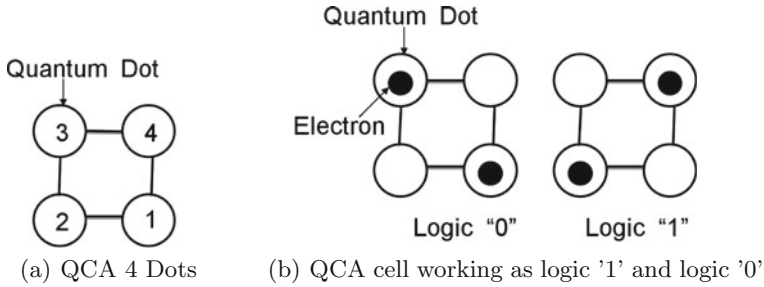 Quantum Dot
3 4
2 1
(a) QCA 4 Dots
Quantum Dot
Electron
Logic “0” Logic “1”
(b) QCA cell working as logic ’1’ and logic ’0’